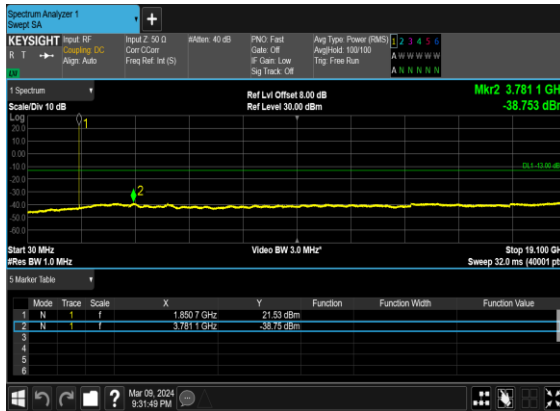 Spectrum Analyzer 1
Swept SA
+
KEYSIGHT Input: RF Input Z: 50 Ω #Atten: 40 dB PNO: Fast Avg Type: Power (RMS) 1 2 3 4 5 6
R T Coupling: DC Corr CCorr Gate: Off Avg|Hold: 100/100 A W W W W W
Align: Auto Freq Ref: Int (S) IF Gain: Low Trig: Free Run
LXI Sig Track: Off A N N N N N
1 Spectrum
Ref Lvl Offset 8.00 dB Mkr2 3.781 1 GHz
Scale/Div 10 dB Ref Level 30.00 dBm -38.753 dBm
Log
1
20.0
10.0
0.00
-10.0
DL1 -13.00 dBm
-20.0
-30.0
2
-40.0
-50.0
-60.0
Start 30 MHz Video BW 3.0 MHz* Stop 19.100 GHz
#Res BW 1.0 MHz Sweep 32.0 ms (40001 pts)
5 Marker Table
Mode Trace Scale X Y Function Function Width Function Value
1 N 1 f 1.850 7 GHz 21.53 dBm
2 N 1 f 3.781 1 GHz -38.75 dBm
3
4
5
6
? Mar 09, 2024
9:31:49 PM